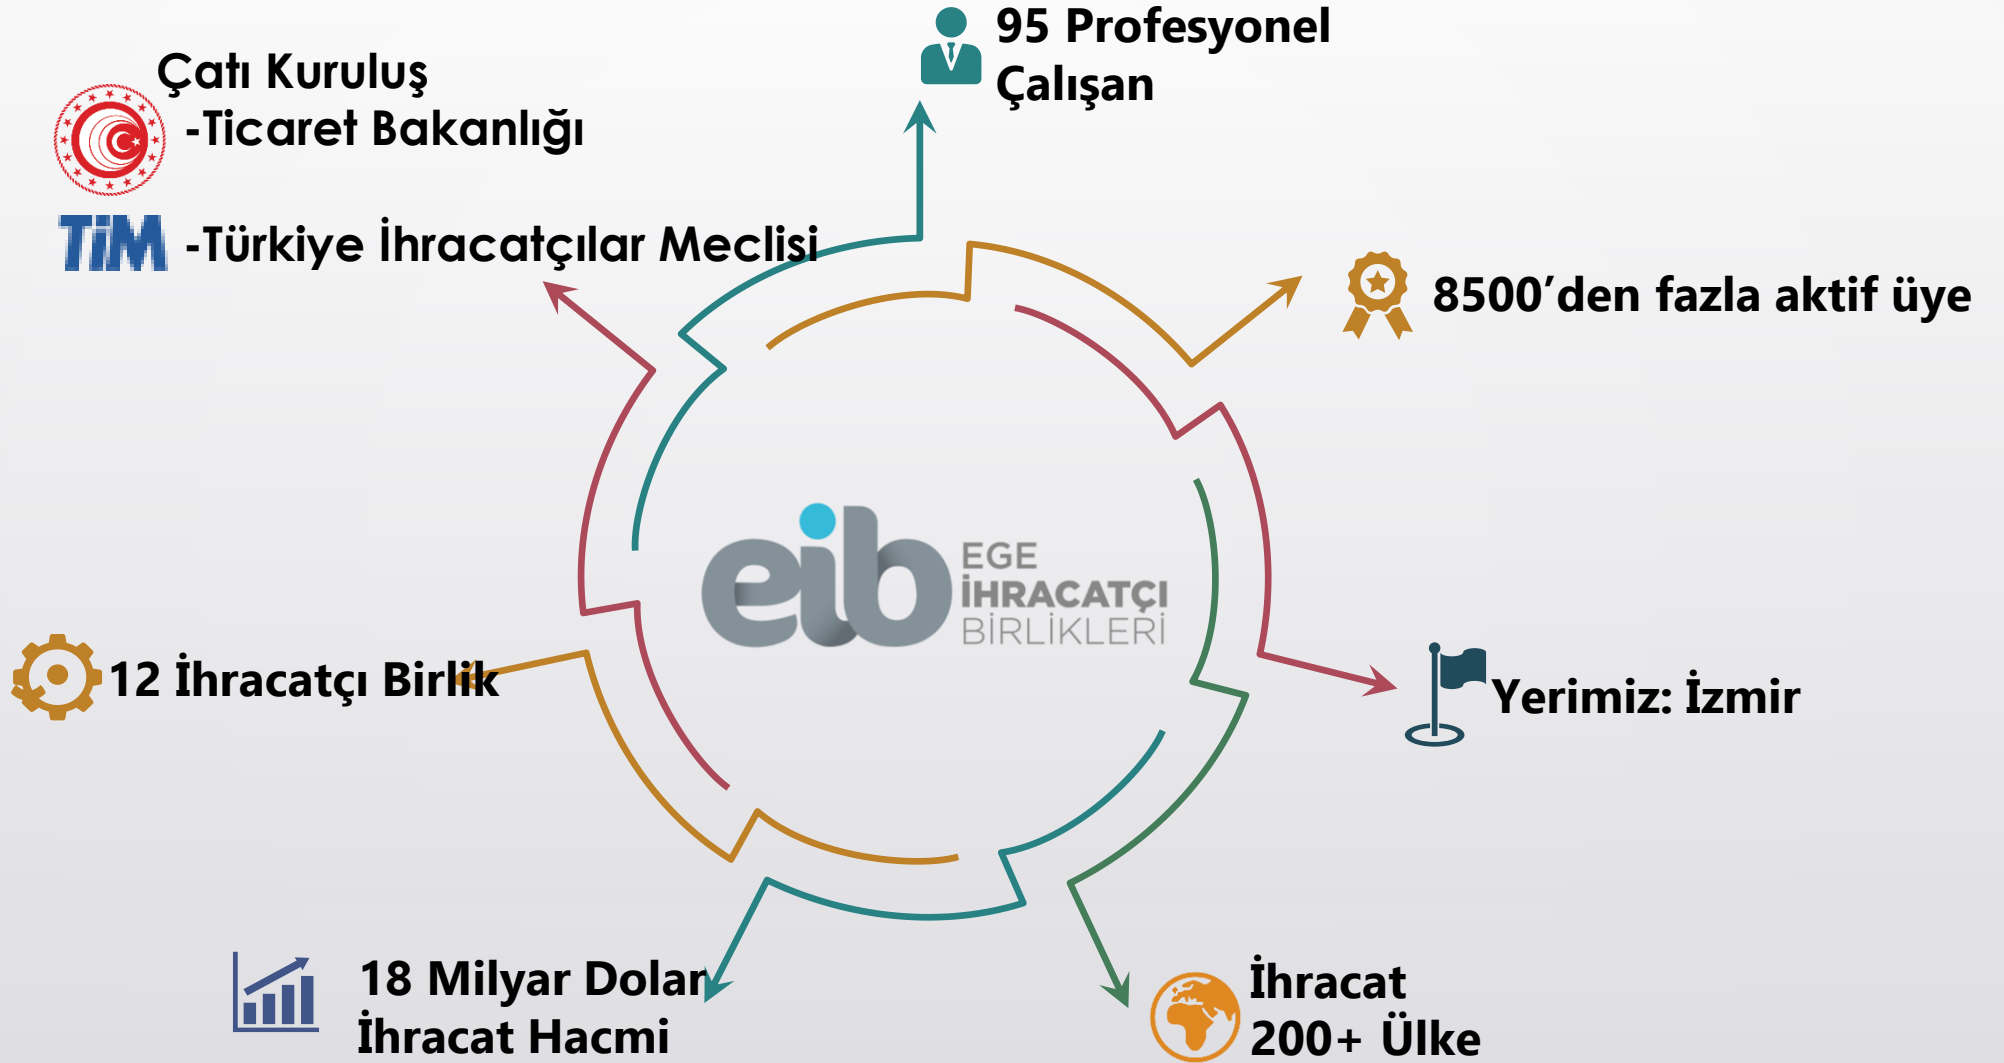 95 Profesyonel
Çalışan
Çatı Kuruluş
-Ticaret Bakanlığı
TİM -Türkiye İhracatçılar Meclisi
8500’den fazla aktif üye
eib
EGE
İHRACATÇI
BİRLİKLERİ
12 İhracatçı Birlik
Yerimiz: İzmir
18 Milyar Dolar
İhracat Hacmi
İhracat
200+ Ülke